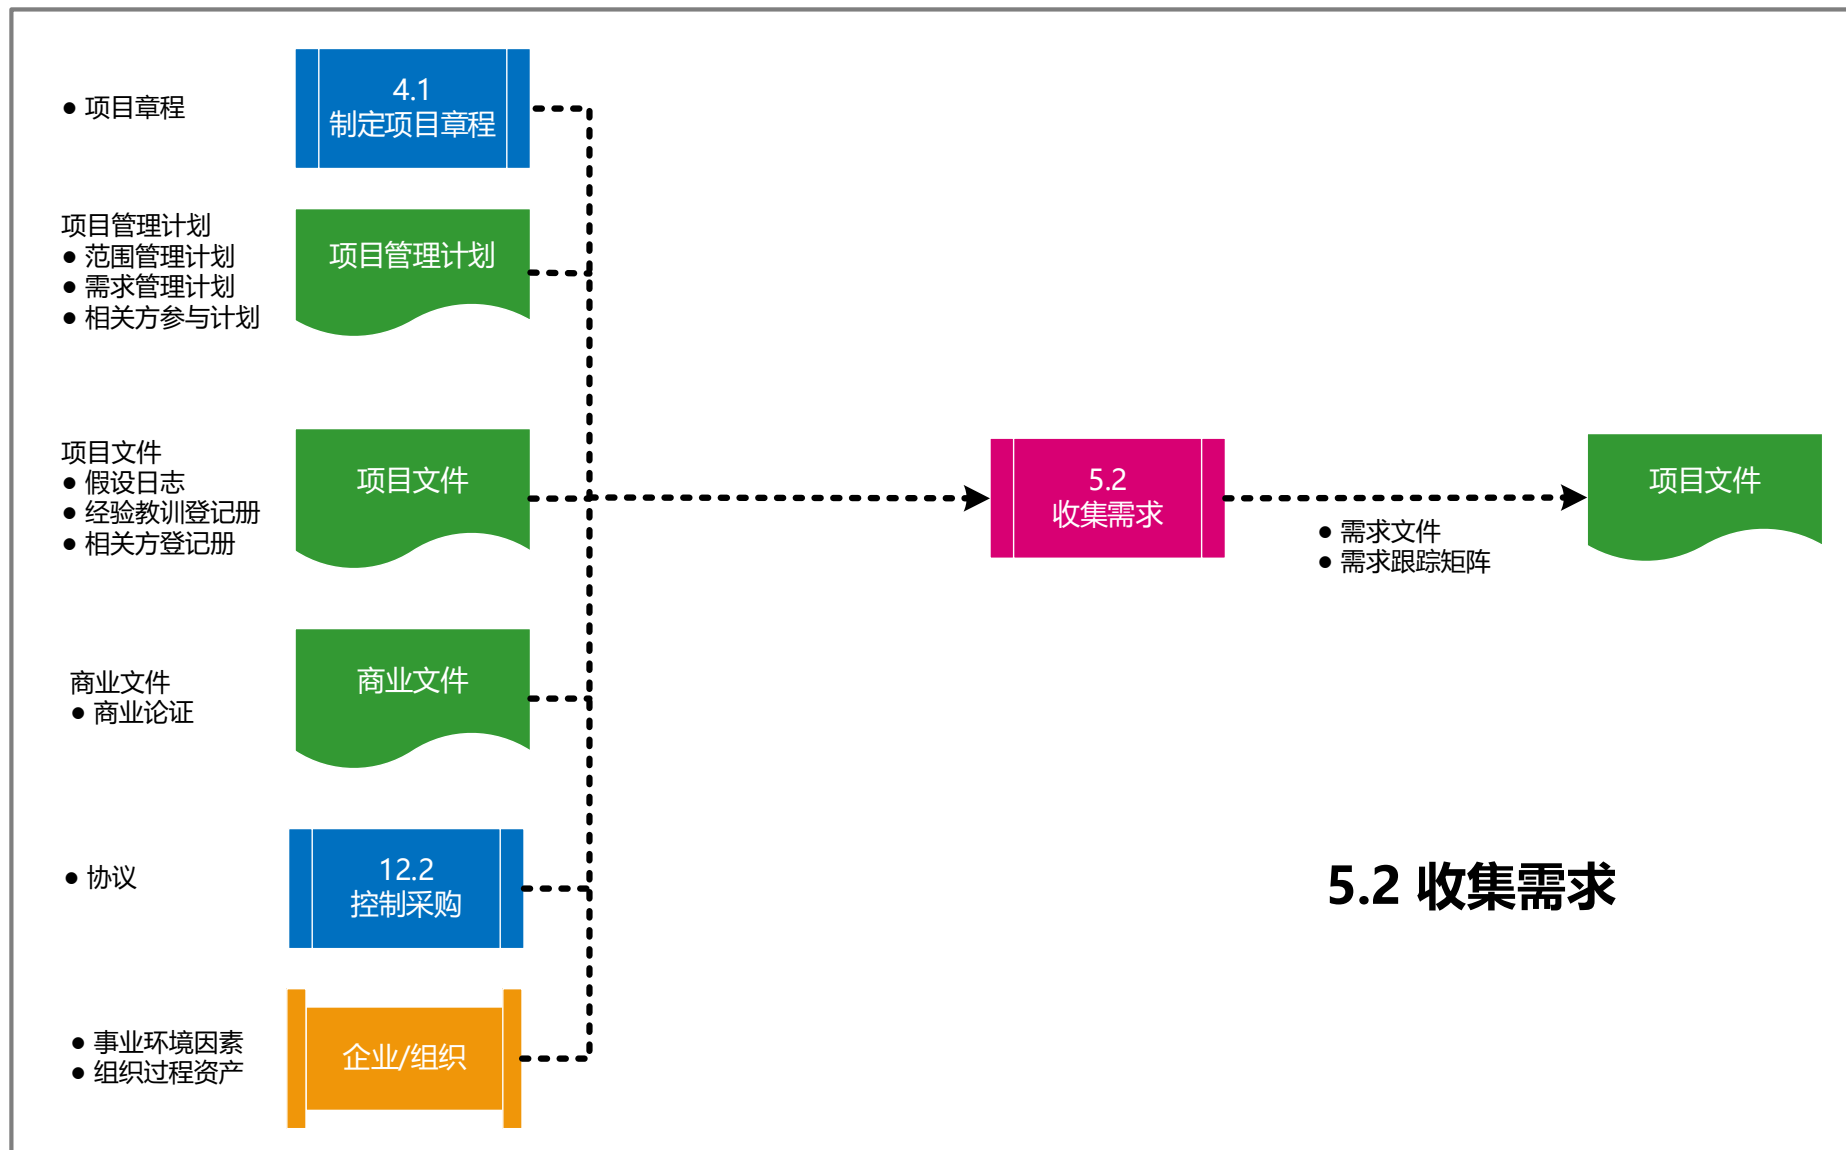 ● 项目章程
4.1
制定项目章程
项目管理计划
● 范围管理计划
● 需求管理计划
● 相关方参与计划
项目管理计划
项目文件
● 假设日志
● 经验教训登记册
● 相关方登记册
项目文件
5.2
收集需求
● 需求文件
● 需求跟踪矩阵
项目文件
商业文件
● 商业论证
商业文件
● 协议
12.2
控制采购
5.2 收集需求
● 事业环境因素
● 组织过程资产
企业/组织